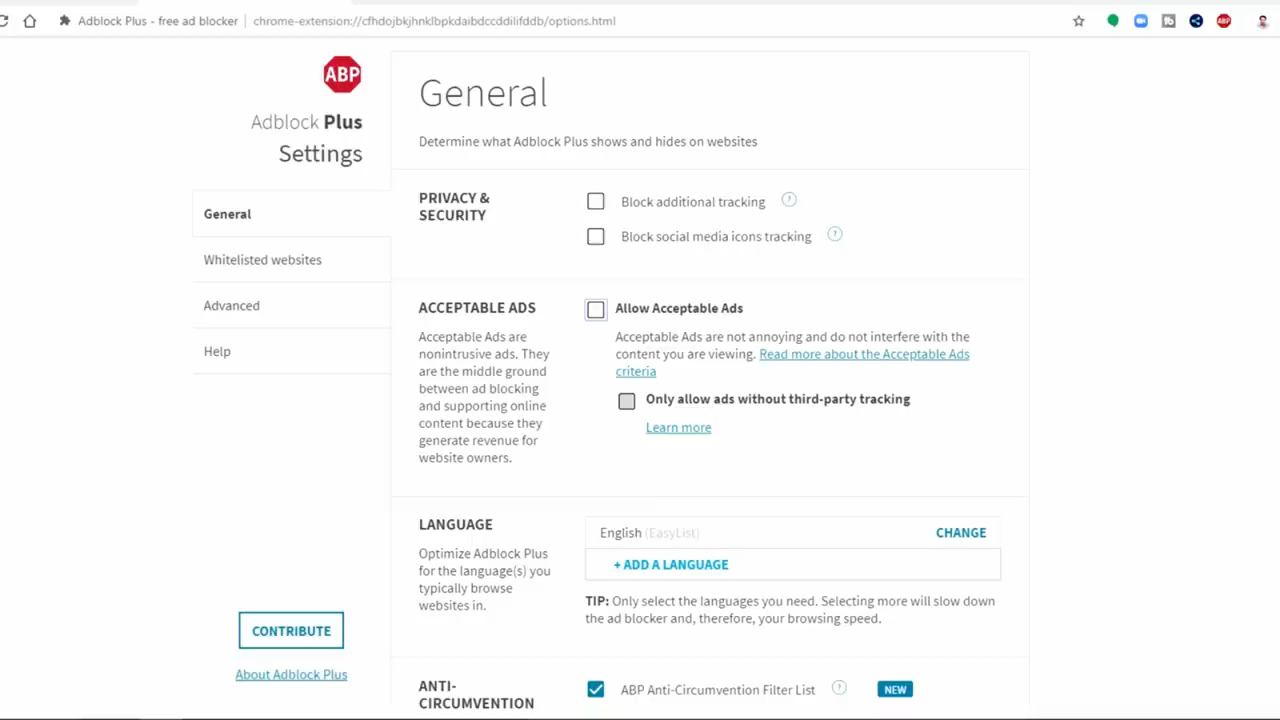 Adblock Plus - free ad blocker
chrome-extension://cfhdojbkjhnklbpkdaibdccddilifddb/options.html
ABP
ABP
Adblock Plus
Settings
General
Whitelisted websites
Advanced
Help
CONTRIBUTE
About Adblock Plus
General
Determine what Adblock Plus shows and hides on websites
PRIVACY &
SECURITY
Block additional tracking ?
Block social media icons tracking ?
ACCEPTABLE ADS
Acceptable Ads are
nonintrusive ads. They
are the middle ground
between ad blocking
and supporting online
content because they
generate revenue for
website owners.
Allow Acceptable Ads
Acceptable Ads are not annoying and do not interfere with the
content you are viewing. Read more about the Acceptable Ads
criteria
Only allow ads without third-party tracking
Learn more
LANGUAGE
Optimize Adblock Plus
for the language(s) you
typically browse
websites in.
English (EasyList) CHANGE
+ ADD A LANGUAGE
TIP: Only select the languages you need. Selecting more will slow down
the ad blocker and, therefore, your browsing speed.
ANTI-
CIRCUMVENTION
ABP Anti-Circumvention Filter List ? NEW